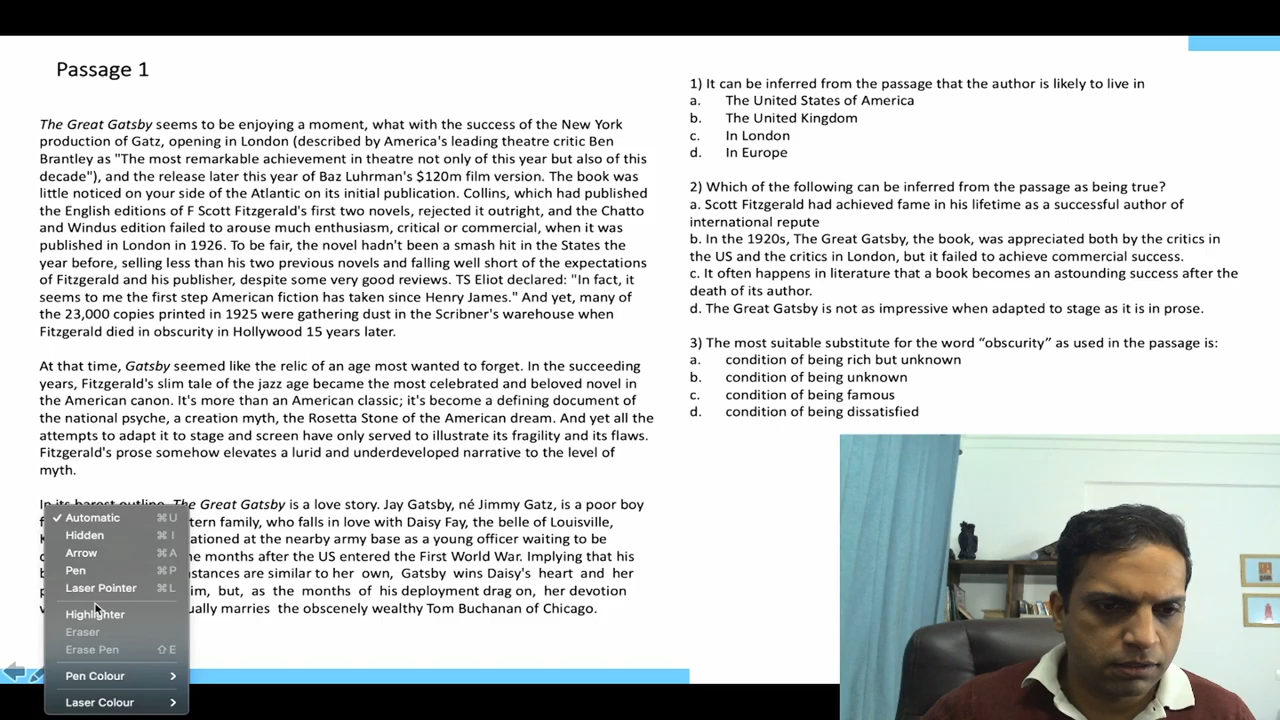 Passage 1
The Great Gatsby seems to be enjoying a moment, what with the success of the New York
production of Gatz, opening in London (described by America's leading theatre critic Ben
Brantley as "The most remarkable achievement in theatre not only of this year but also of this
decade"), and the release later this year of Baz Luhrman's $120m film version. The book was
little noticed on your side of the Atlantic on its initial publication. Collins, which had published
the English editions of F Scott Fitzgerald's first two novels, rejected it outright, and the Chatto
and Windus edition failed to arouse much enthusiasm, critical or commercial, when it was
published in London in 1926. To be fair, the novel hadn't been a smash hit in the States the
year before, selling less than his two previous novels and falling well short of the expectations
of Fitzgerald and his publisher, despite some very good reviews. TS Eliot declared: "In fact, it
seems to me the first step American fiction has taken since Henry James." And yet, many of
the 23,000 copies printed in 1925 were gathering dust in the Scribner's warehouse when
Fitzgerald died in obscurity in Hollywood 15 years later.
At that time, Gatsby seemed like the relic of an age most wanted to forget. In the succeeding
years, Fitzgerald's slim tale of the jazz age became the most celebrated and beloved novel in
the American canon. It's more than an American classic; it's become a defining document of
the national psyche, a creation myth, the Rosetta Stone of the American dream. And yet all the
attempts to adapt it to stage and screen have only served to illustrate its fragility and its flaws.
Fitzgerald's prose somehow elevates a lurid and underdeveloped narrative to the level of
myth.
In its barest outline, The Great Gatsby is a love story. Jay Gatsby, né Jimmy Gatz, is a poor boy
tern family, who falls in love with Daisy Fay, the belle of Louisville,
ationed at the nearby army base as a young officer waiting to be
months after the US entered the First World War. Implying that his
nstances are similar to her own, Gatsby wins Daisy's heart and her
im, but, as the months of his deployment drag on, her devotion
ually marries the obscenely wealthy Tom Buchanan of Chicago.
Automatic ⌘ U
Hidden ⌘ I
Arrow ⌘ A
Pen ⌘ P
Laser Pointer ⌘ L
Highlighter
Eraser
Erase Pen ⇧ E
Pen Colour
Laser Colour
1) It can be inferred from the passage that the author is likely to live in
a. The United States of America
b. The United Kingdom
c. In London
d. In Europe
2) Which of the following can be inferred from the passage as being true?
a. Scott Fitzgerald had achieved fame in his lifetime as a successful author of
international repute
b. In the 1920s, The Great Gatsby, the book, was appreciated both by the critics in
the US and the critics in London, but it failed to achieve commercial success.
c. It often happens in literature that a book becomes an astounding success after the
death of its author.
d. The Great Gatsby is not as impressive when adapted to stage as it is in prose.
3) The most suitable substitute for the word “obscurity” as used in the passage is:
a. condition of being rich but unknown
b. condition of being unknown
c. condition of being famous
d. condition of being dissatisfied